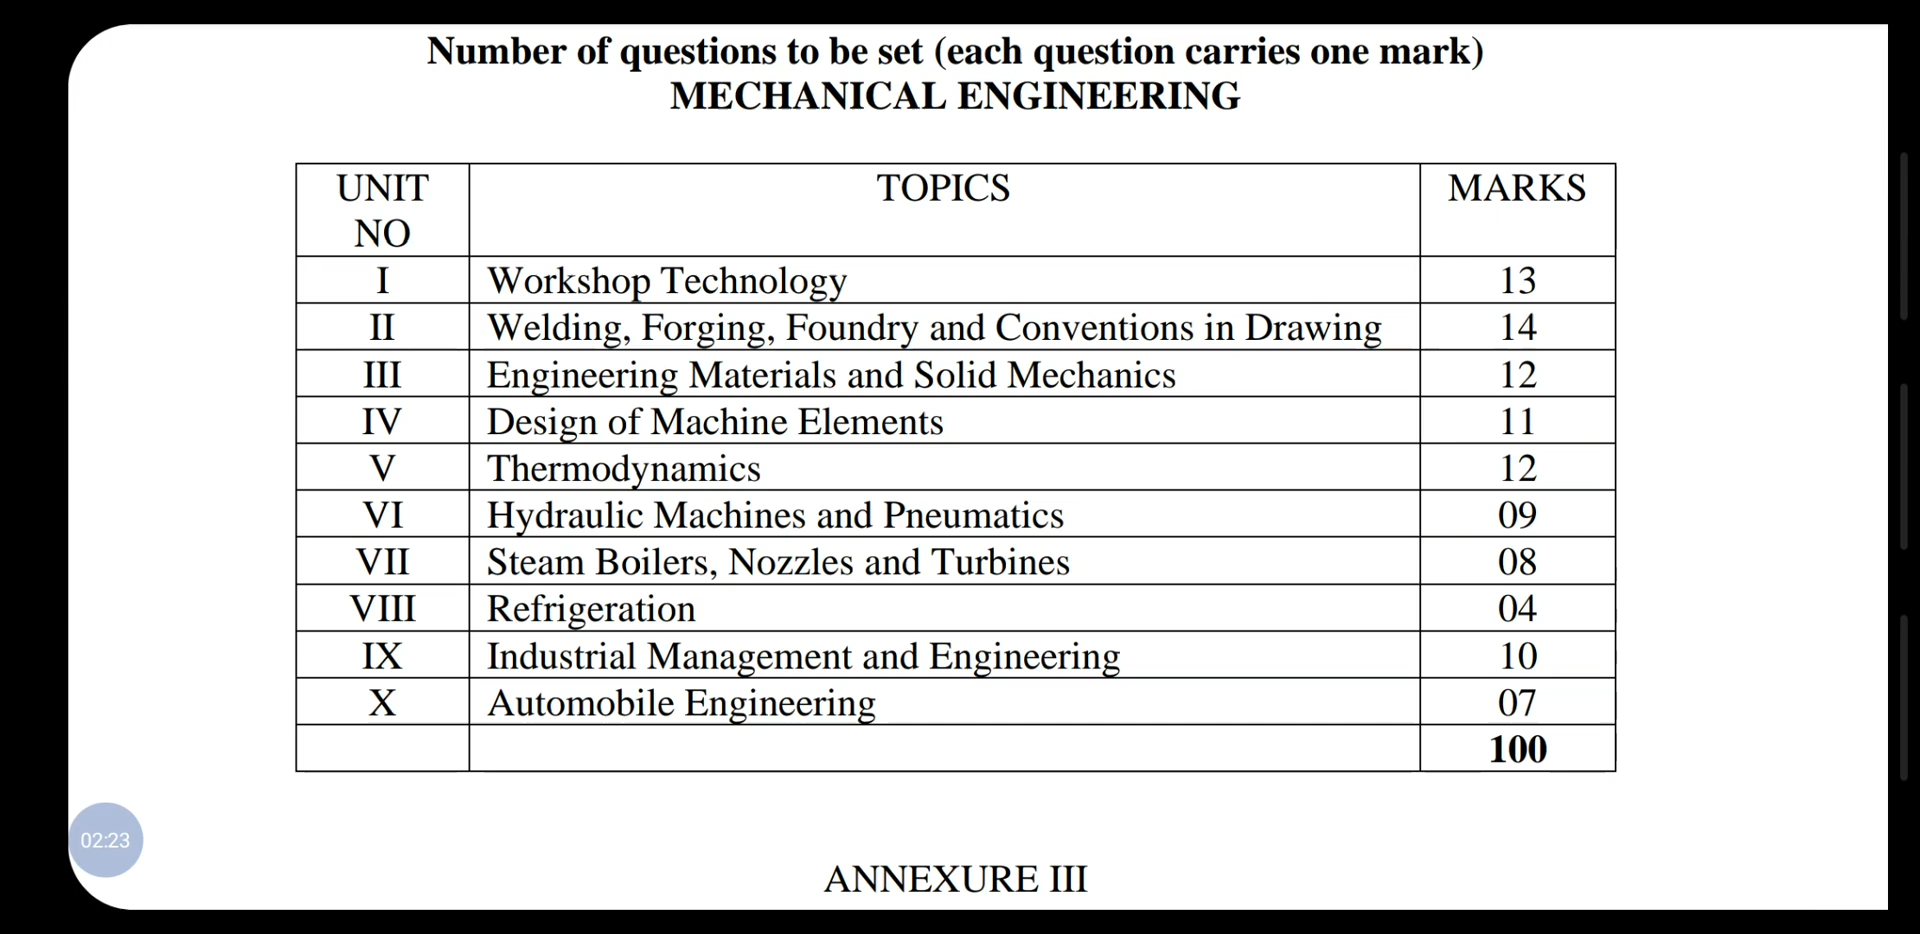 Number of questions to be set (each question carries one mark)
MECHANICAL ENGINEERING
UNIT NO TOPICS MARKS
I Workshop Technology 13
II Welding, Forging, Foundry and Conventions in Drawing 14
III Engineering Materials and Solid Mechanics 12
IV Design of Machine Elements 11
V Thermodynamics 12
VI Hydraulic Machines and Pneumatics 09
VII Steam Boilers, Nozzles and Turbines 08
VIII Refrigeration 04
IX Industrial Management and Engineering 10
X Automobile Engineering 07
100
02:23
ANNEXURE III